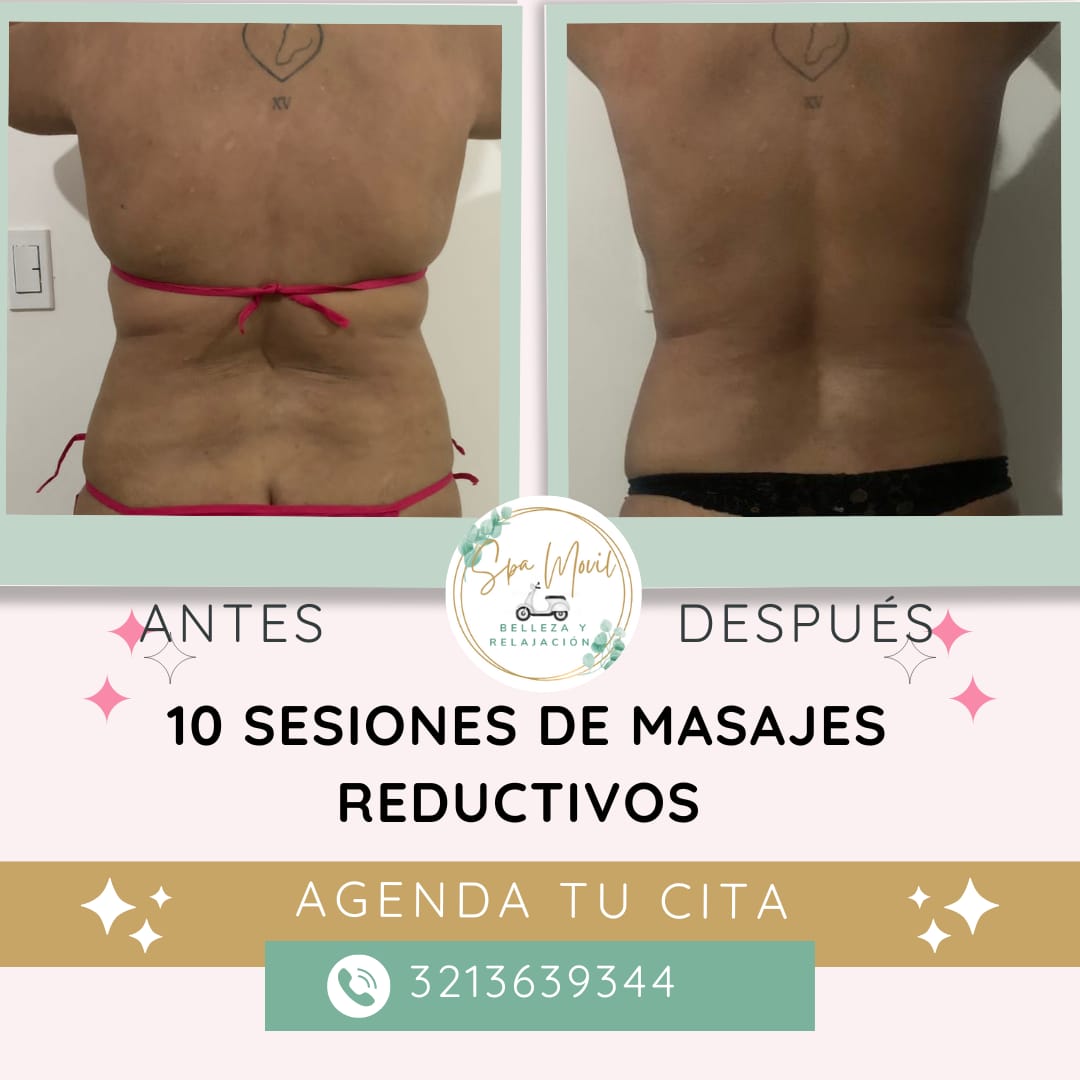 XV
XV
ANTES
Spa Movil
BELLEZA Y
RELAJACIÓN
DESPUÉS
10 SESIONES DE MASAJES
REDUCTIVOS
AGENDA TU CITA
3213639344